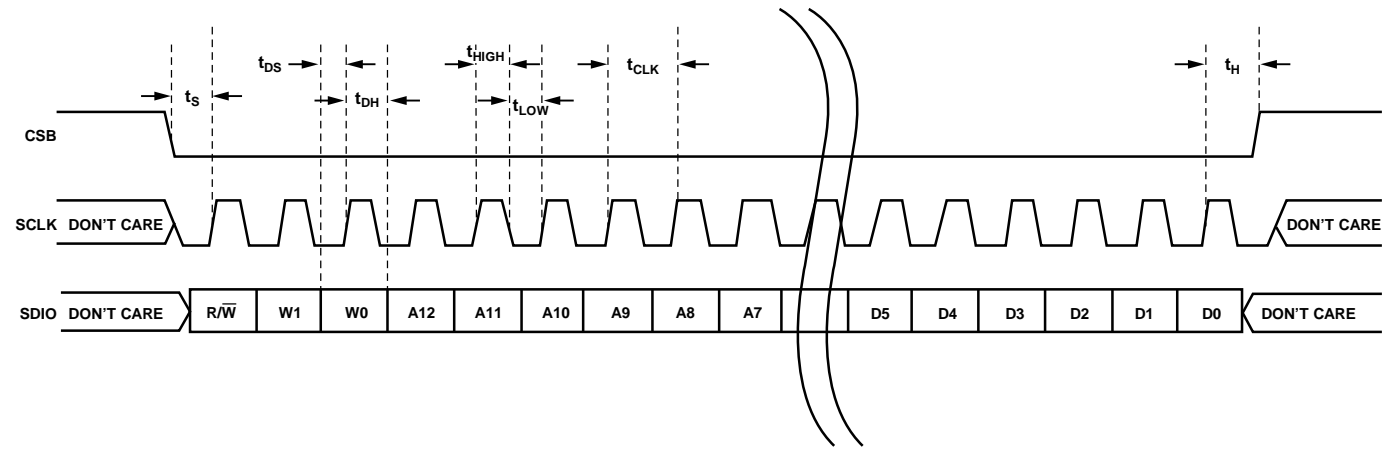 tHIGH
tDS
tCLK
tH
tS
tDH
tLOW
CSB
SCLK DON'T CARE DON'T CARE
SDIO DON'T CARE R/W̅ W1 W0 A12 A11 A10 A9 A8 A7 D5 D4 D3 D2 D1 D0 DON'T CARE